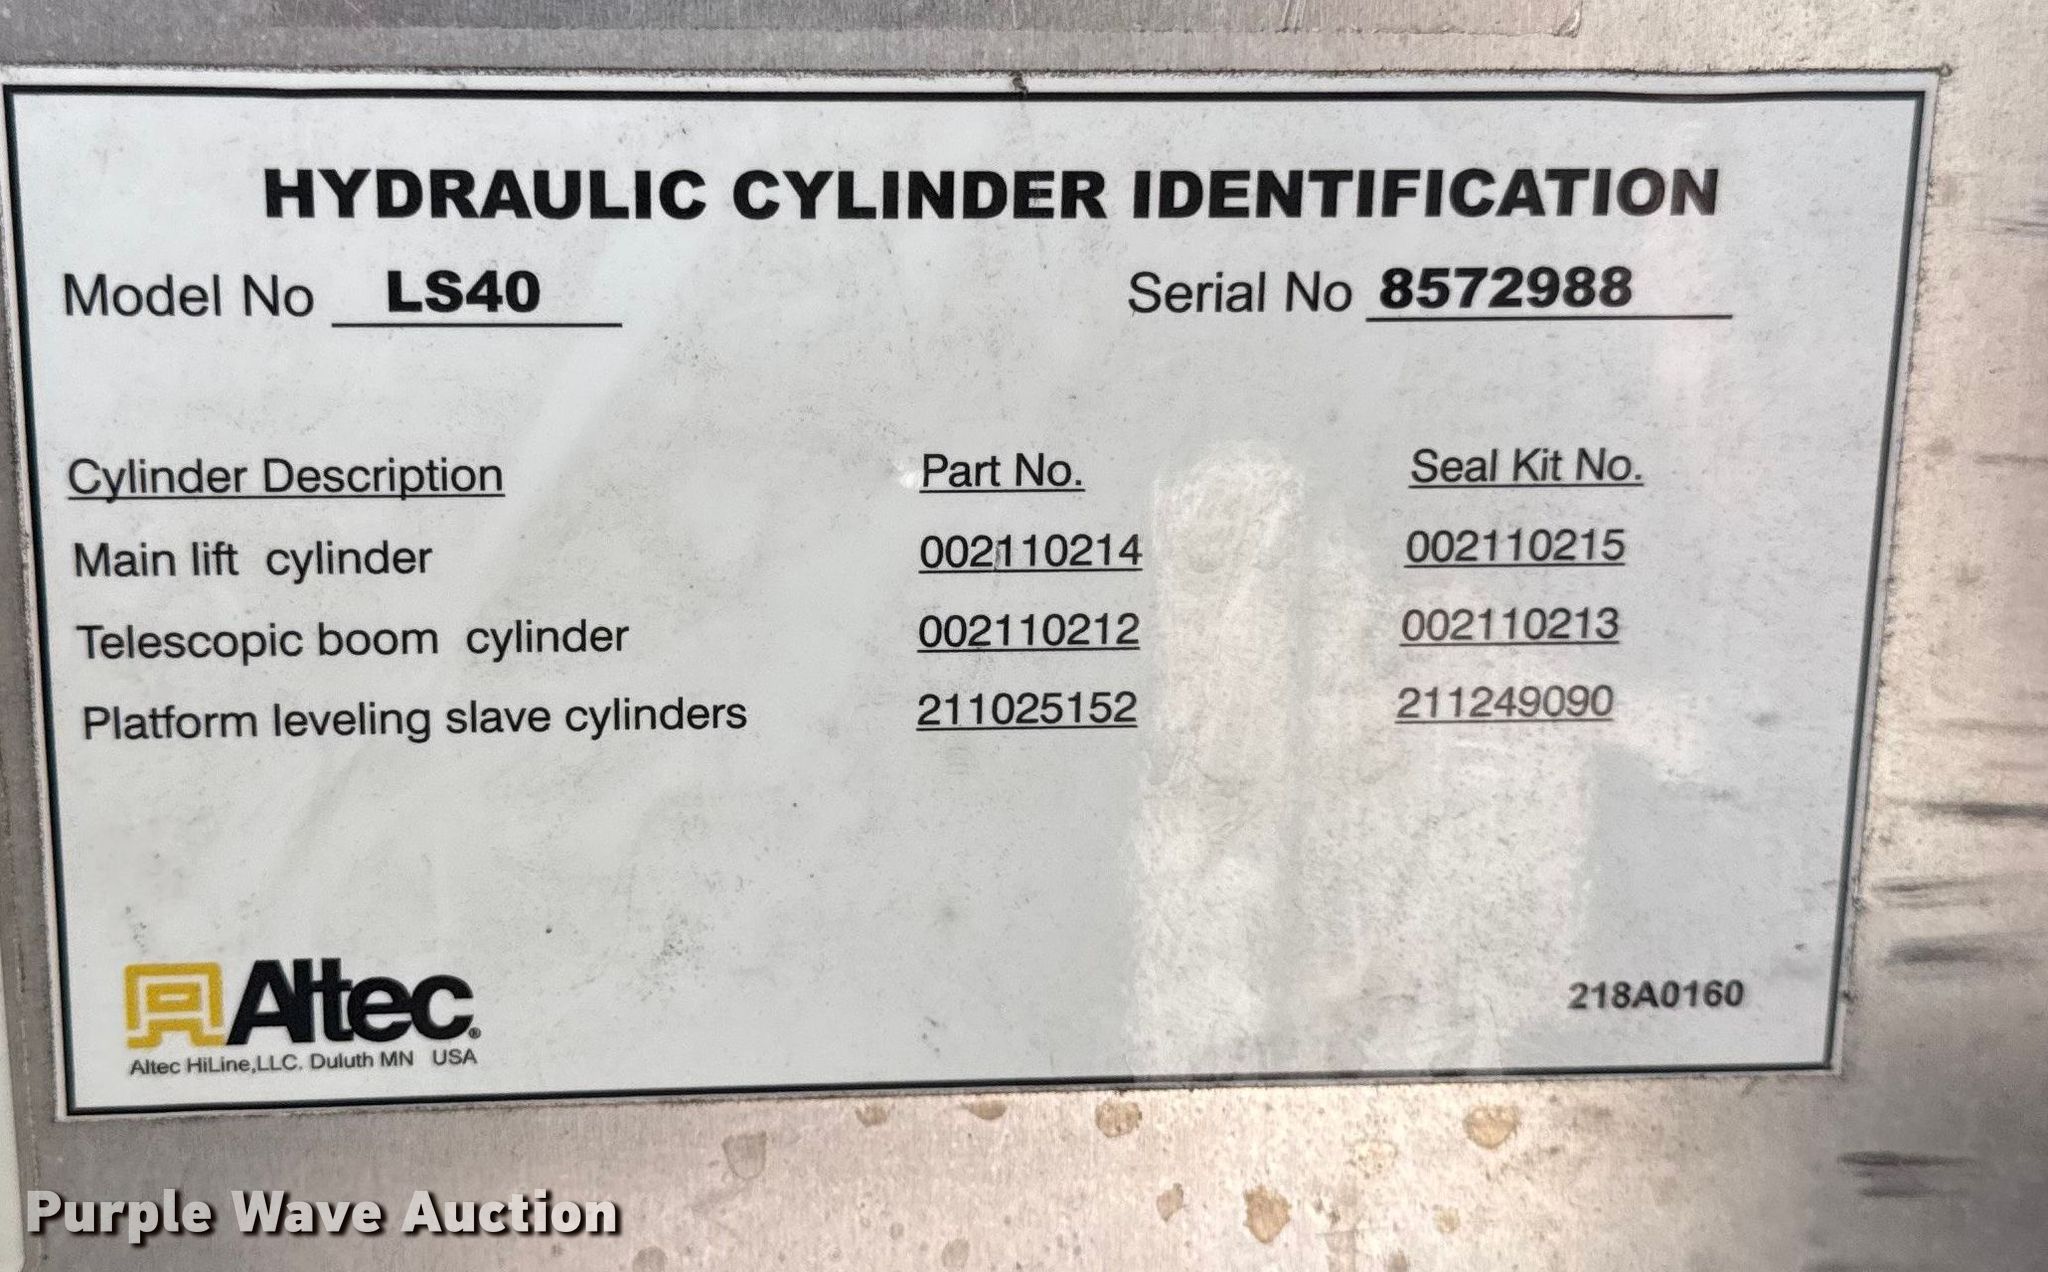 HYDRAULIC CYLINDER IDENTIFICATION
Model No LS40 Serial No 8572988
Cylinder Description Part No. Seal Kit No.
Main lift cylinder 002110214 002110215
Telescopic boom cylinder 002110212 002110213
Platform leveling slave cylinders 211025152 211249090
Altec®
Altec HiLine,LLC. Duluth MN USA
218A0160
Purple Wave Auction